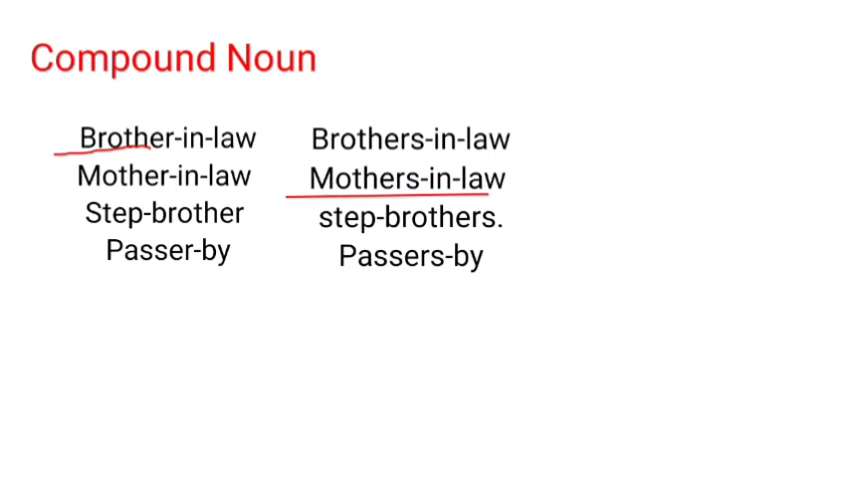 Compound Noun
Brother-in-law Brothers-in-law
Mother-in-law Mothers-in-law
Step-brother step-brothers.
Passer-by Passers-by